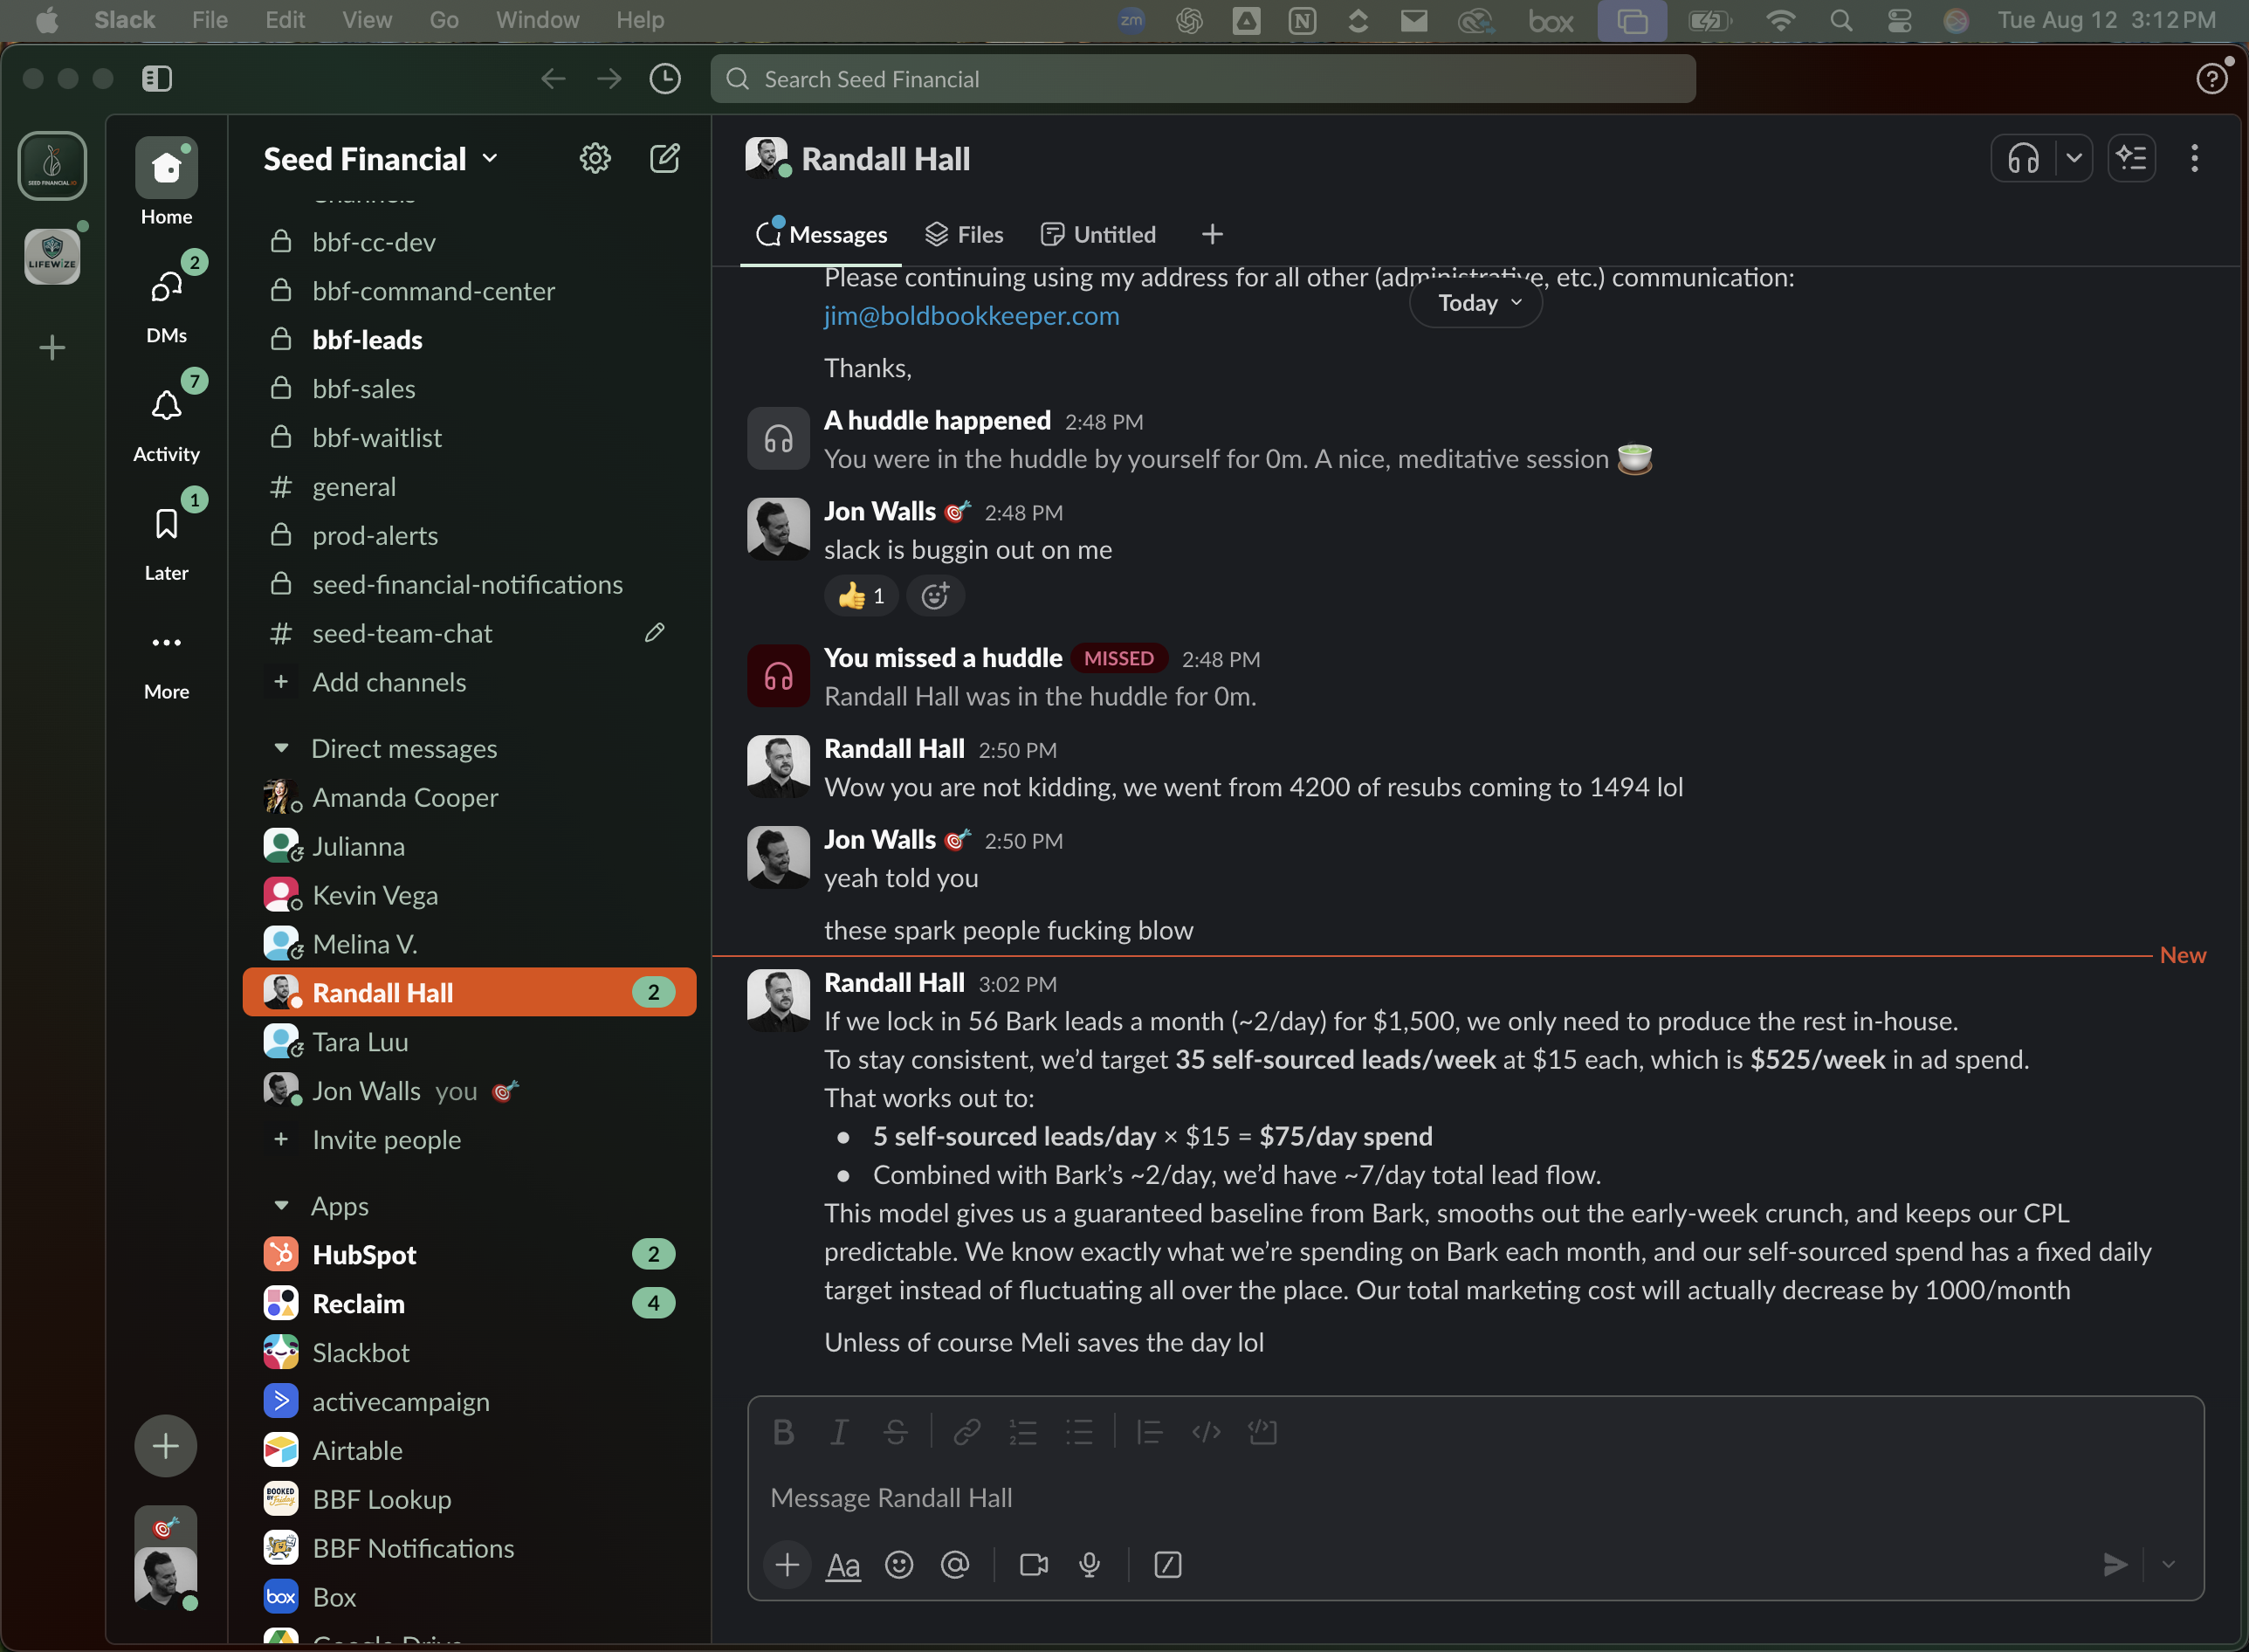 Slack File Edit View Go Window Help zm box Tue Aug 12 3:12 PM
Search Seed Financial
SEED FINANCIAL.IO
LIFEWIZE
Home
2
DMs
7
Activity
1
Later
More
Seed Financial
Channels
bbf-cc-dev
bbf-command-center
bbf-leads
bbf-sales
bbf-waitlist
# general
prod-alerts
seed-financial-notifications
# seed-team-chat
+ Add channels
Direct messages
Amanda Cooper
Julianna
Kevin Vega
Melina V.
Randall Hall 2
Tara Luu
Jon Walls you
+ Invite people
Apps
HubSpot 2
Reclaim 4
Slackbot
activecampaign
Airtable
BOOKED BY Friday
BBF Lookup
BBF Notifications
box Box
Google Drive
Randall Hall
Messages Files Untitled +
Please continuing using my address for all other (administrative, etc.) communication:
Today
jim@boldbookkeeper.com
Thanks,
A huddle happened 2:48 PM
You were in the huddle by yourself for 0m. A nice, meditative session 🍵
Jon Walls 🎯 2:48 PM
slack is buggin out on me
👍 1
You missed a huddle MISSED 2:48 PM
Randall Hall was in the huddle for 0m.
Randall Hall 2:50 PM
Wow you are not kidding, we went from 4200 of resubs coming to 1494 lol
Jon Walls 🎯 2:50 PM
yeah told you
these spark people fucking blow
New
Randall Hall 3:02 PM
If we lock in 56 Bark leads a month (~2/day) for $1,500, we only need to produce the rest in-house.
To stay consistent, we’d target 35 self-sourced leads/week at $15 each, which is $525/week in ad spend.
That works out to:
● 5 self-sourced leads/day × $15 = $75/day spend
● Combined with Bark’s ~2/day, we’d have ~7/day total lead flow.
This model gives us a guaranteed baseline from Bark, smooths out the early-week crunch, and keeps our CPL
predictable. We know exactly what we’re spending on Bark each month, and our self-sourced spend has a fixed daily
target instead of fluctuating all over the place. Our total marketing cost will actually decrease by 1000/month
Unless of course Meli saves the day lol
B I S
Message Randall Hall
+ Aa @